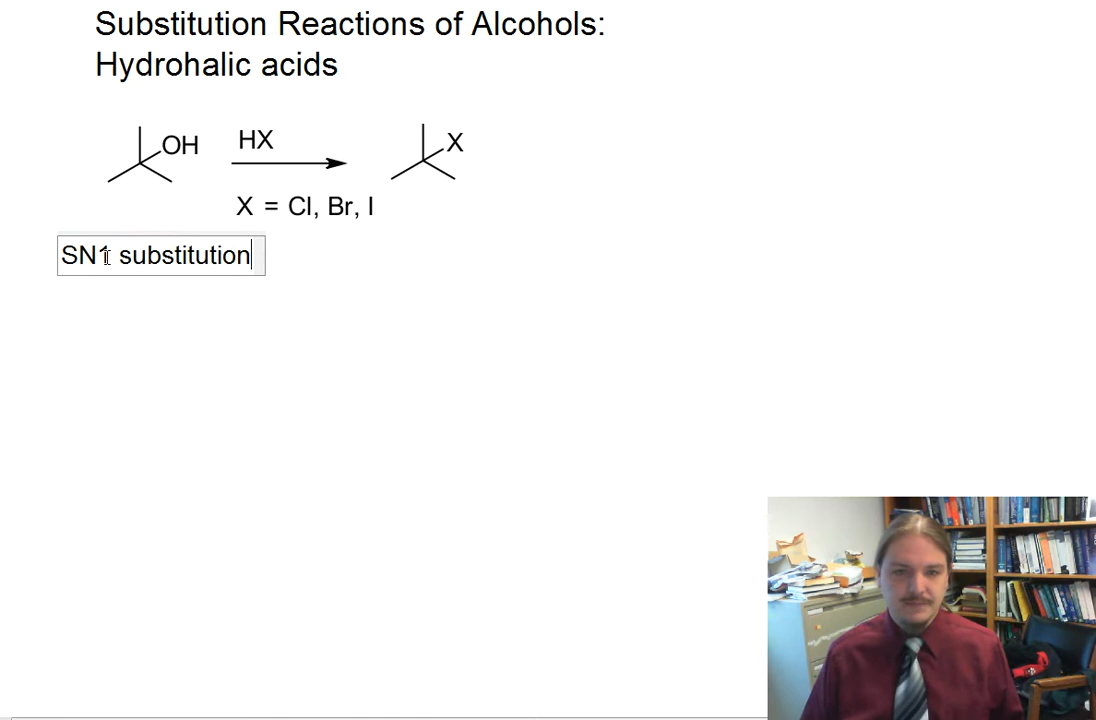 Substitution Reactions of Alcohols:
Hydrohalic acids
OH
HX
X
X = Cl, Br, I
SN1 substitution